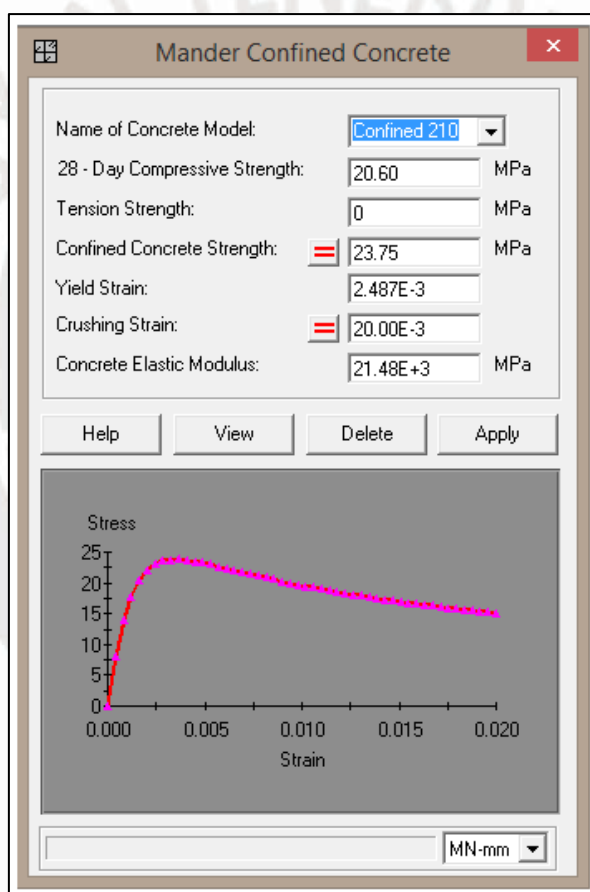 Mander Confined Concrete
Name of Concrete Model: Confined 210
28 - Day Compressive Strength: 20.60 MPa
Tension Strength: 0 MPa
Confined Concrete Strength: 23.75 MPa
Yield Strain: 2.487E-3
Crushing Strain: 20.00E-3
Concrete Elastic Modulus: 21.48E+3 MPa
Help View Delete Apply
Stress
25
20
15
10
5
0
0.000 0.005 0.010 0.015 0.020
Strain
MN-mm